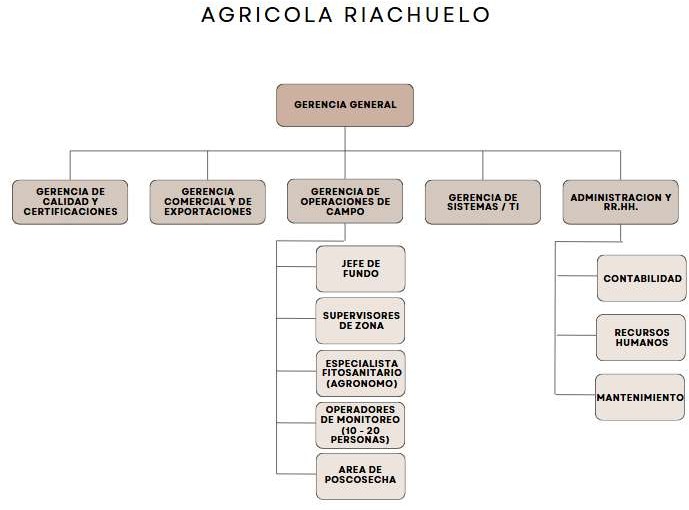 AGRICOLA RIACHUELO
GERENCIA GENERAL
GERENCIA DE
CALIDAD Y
CERTIFICACIONES
GERENCIA
COMERCIAL Y DE
EXPORTACIONES
GERENCIA DE
OPERACIONES DE
CAMPO
GERENCIA DE
SISTEMAS / TI
ADMINISTRACION Y
RR.HH.
JEFE DE
FUNDO
SUPERVISORES
DE ZONA
ESPECIALISTA
FITOSANITARIO
(AGRONOMO)
OPERADORES
DE MONITOREO
(10 - 20
PERSONAS)
AREA DE
POSCOSECHA
CONTABILIDAD
RECURSOS
HUMANOS
MANTENIMIENTO